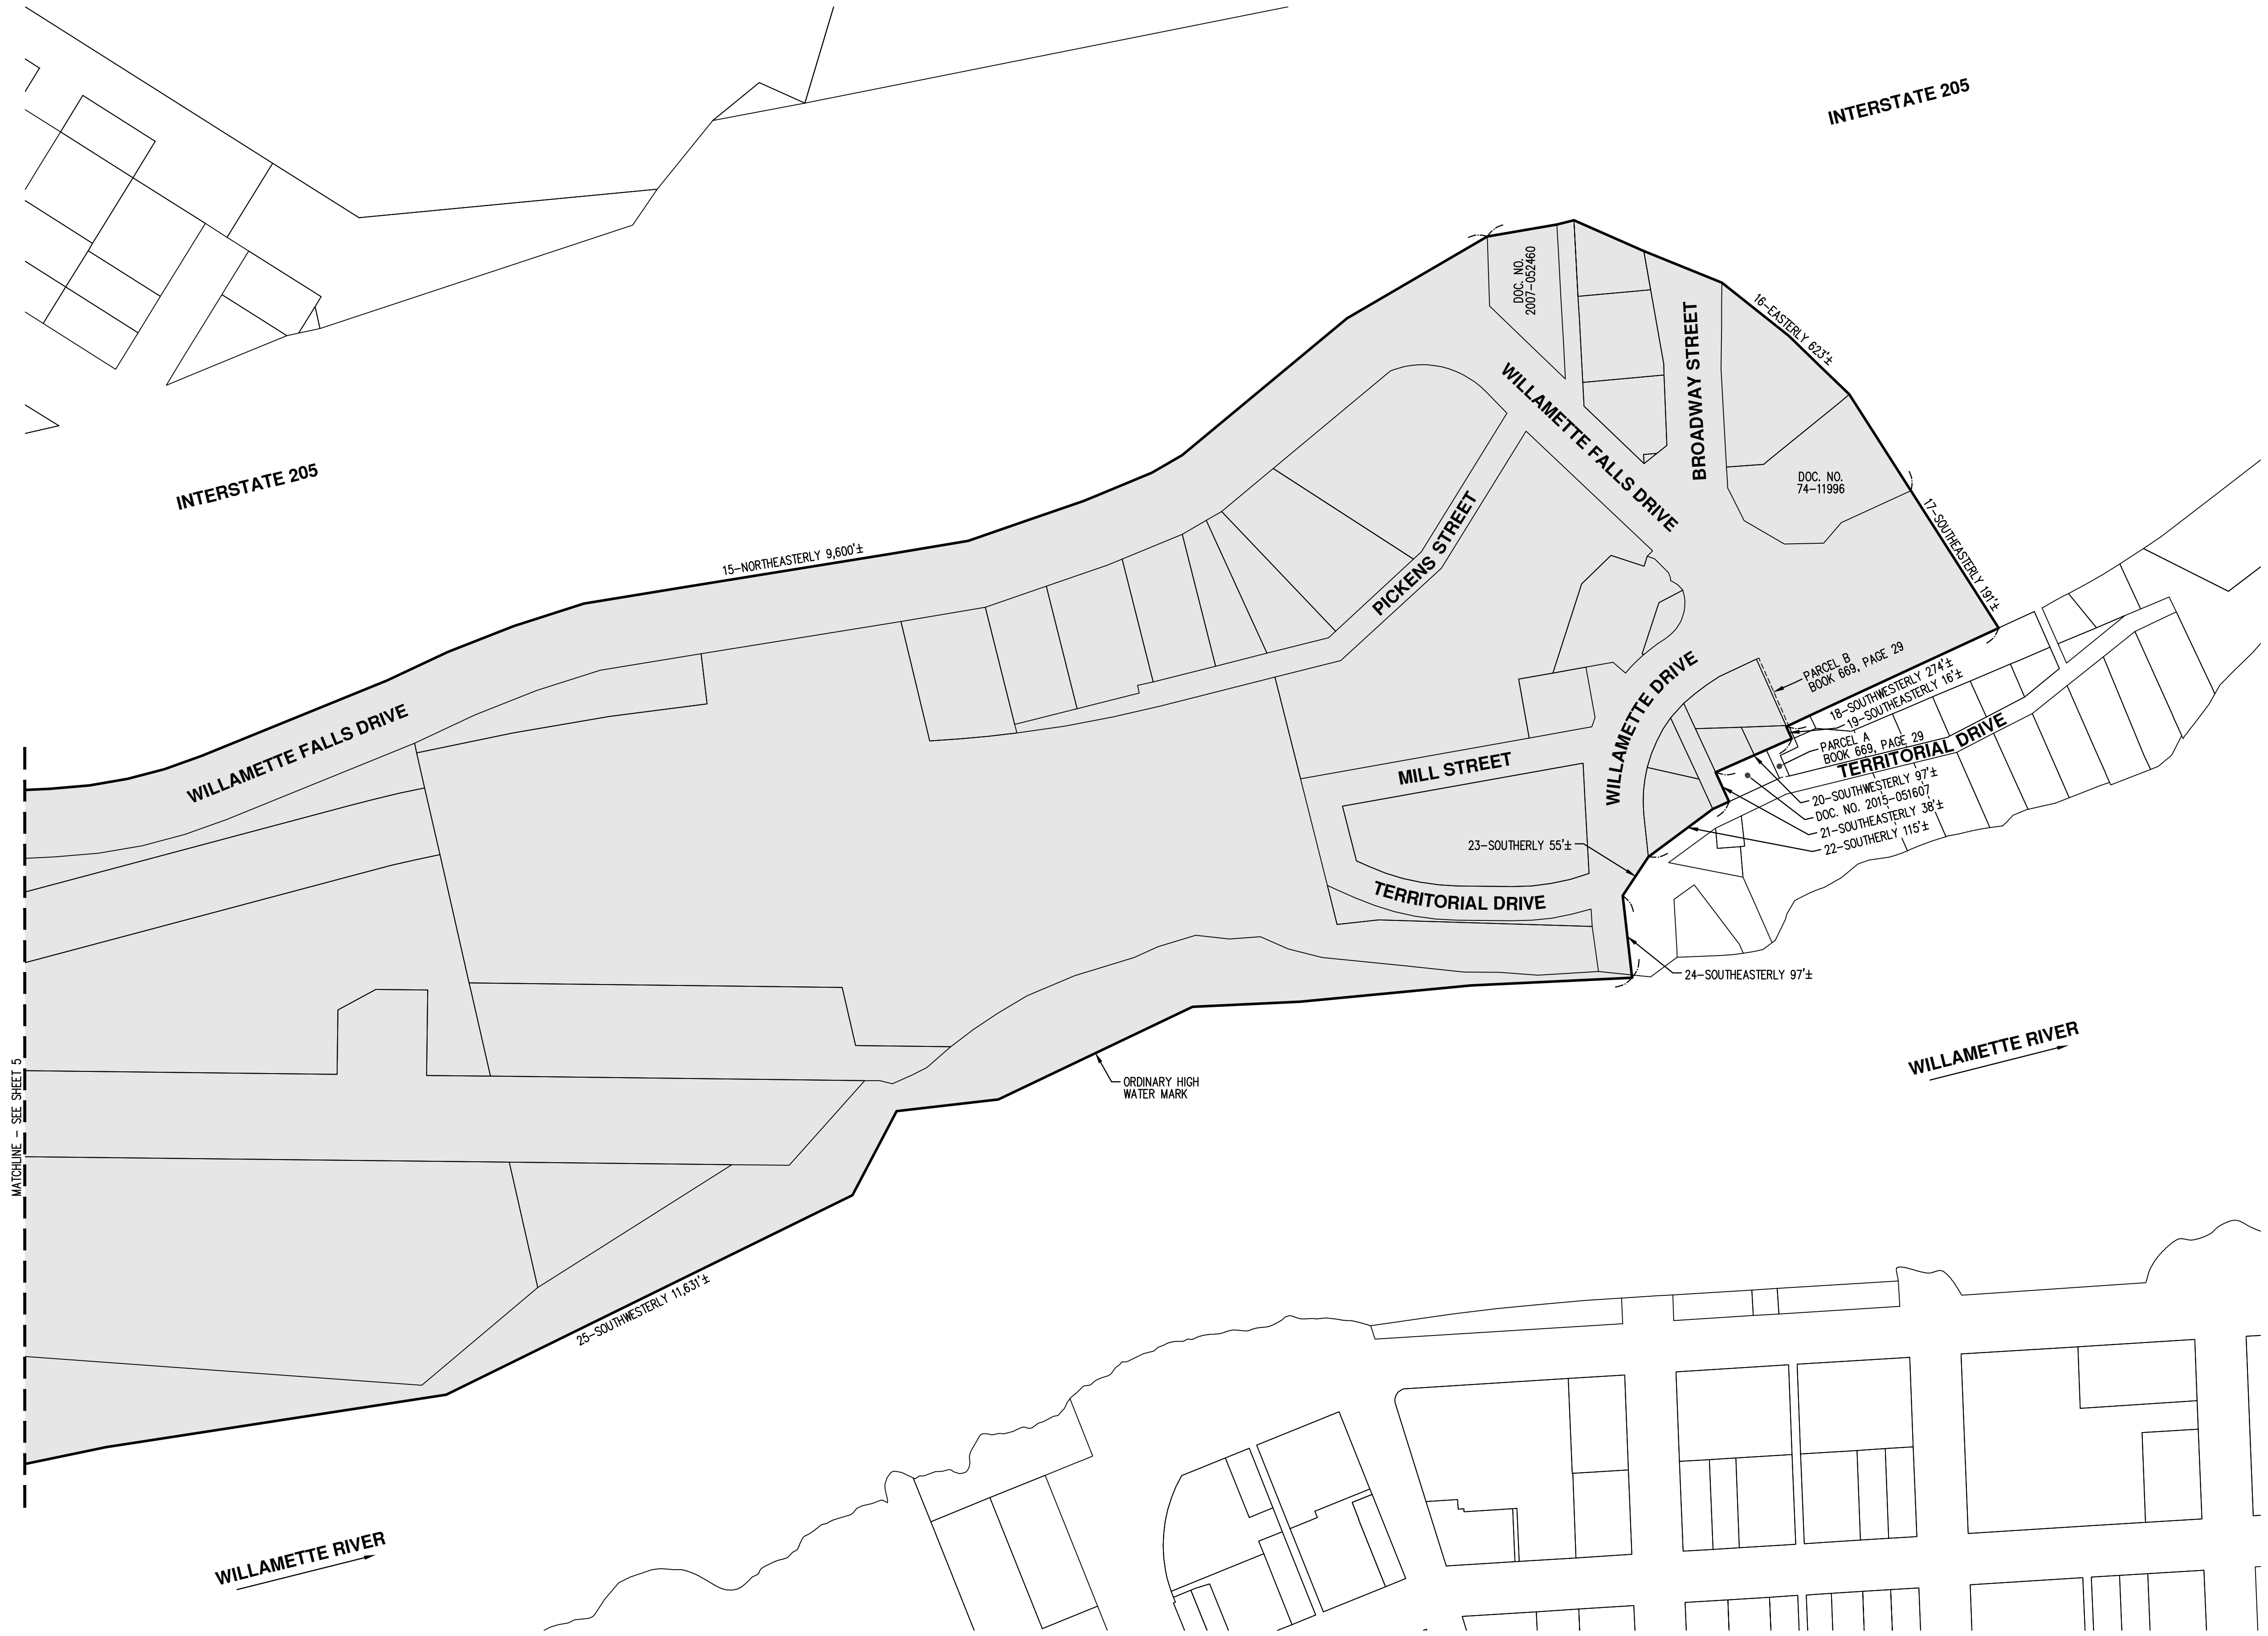 INTERSTATE 205
DOC. NO.
2007-052460
16-EASTERLY 623'±
BROADWAY STREET
WILLAMETTE FALLS DRIVE
INTERSTATE 205
DOC. NO.
74-11996
PICKENS STREET
17-SOUTHEASTERLY 191'±
15-NORTHEASTERLY 9,600'±
PARCEL B
BOOK 669, PAGE 29
WILLAMETTE DRIVE
18-SOUTHWESTERLY 274'±
19-SOUTHEASTERLY 16'±
WILLAMETTE FALLS DRIVE
PARCEL A
BOOK 669, PAGE 29
TERRITORIAL DRIVE
MILL STREET
20-SOUTHWESTERLY 97'±
DOC. NO. 2015-051607
21-SOUTHEASTERLY 38'±
22-SOUTHERLY 115'±
23-SOUTHERLY 55'±
TERRITORIAL DRIVE
24-SOUTHEASTERLY 97'±
WILLAMETTE RIVER
ORDINARY HIGH
WATER MARK
MATCHLINE - SEE SHEET 5
25-SOUTHWESTERLY 11,631'±
WILLAMETTE RIVER